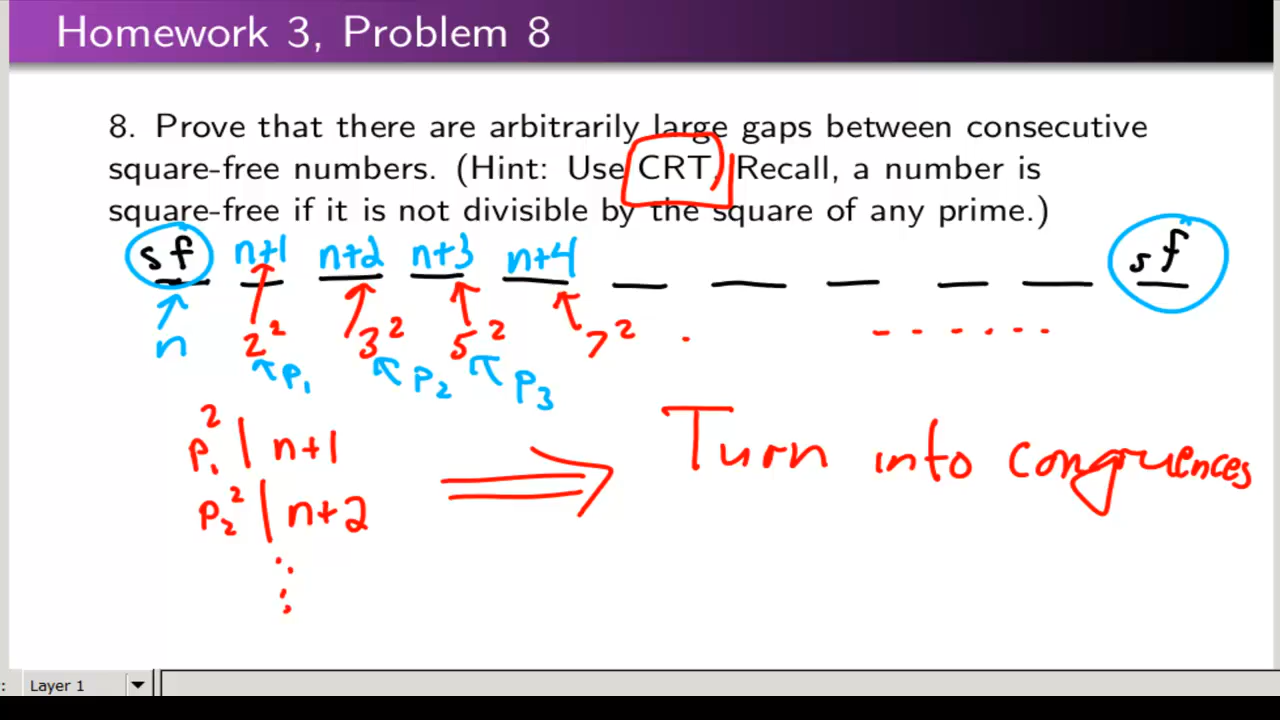 Homework 3, Problem 8
8. Prove that there are arbitrarily large gaps between consecutive
square-free numbers. (Hint: Use CRT. Recall, a number is
square-free if it is not divisible by the square of any prime.)
sf n+1 n+2 n+3 n+4 sf
n 2² 3² 5² 7²
p₁ p₂ p₃
p₁² | n+1
p₂² | n+2
⟹ Turn into congruences
: Layer 1